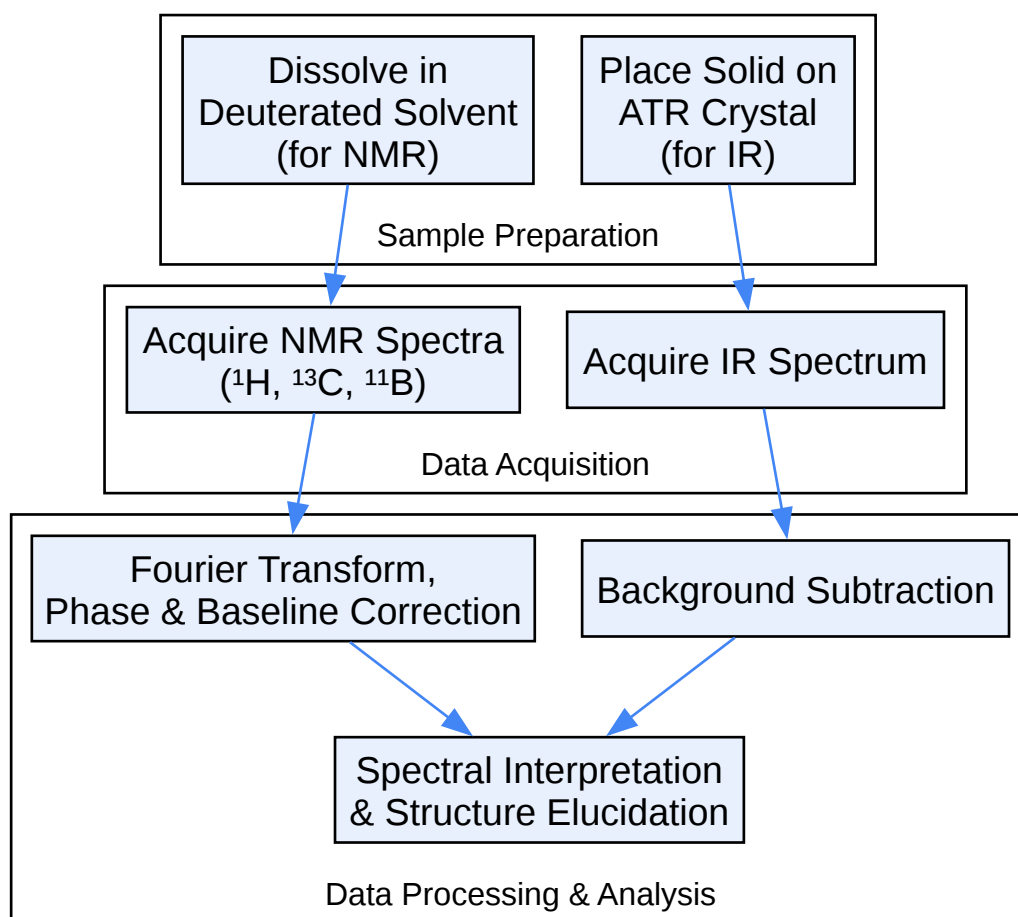 Dissolve in
Deuterated Solvent
(for NMR)
Place Solid on
ATR Crystal
(for IR)
Sample Preparation
Acquire NMR Spectra
(¹H, ¹³C, ¹¹B)
Acquire IR Spectrum
Data Acquisition
Fourier Transform,
Phase & Baseline Correction
Background Subtraction
Spectral Interpretation
& Structure Elucidation
Data Processing & Analysis